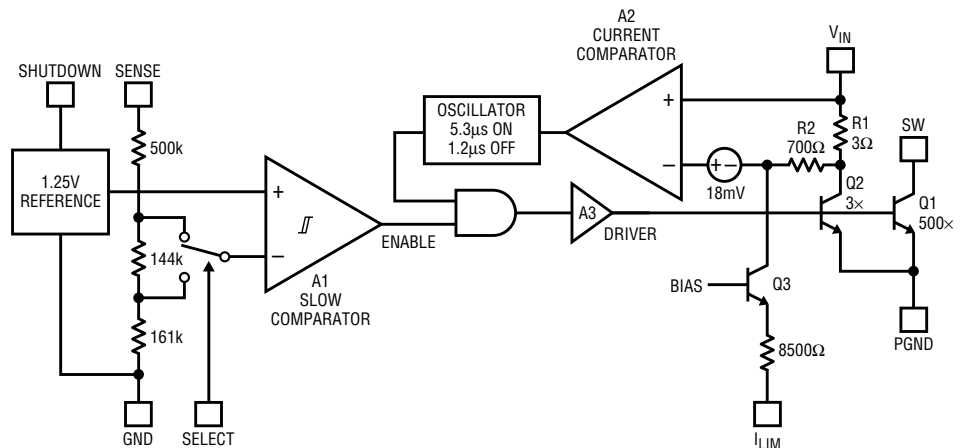 SHUTDOWN
SENSE
500k
1.25V
REFERENCE
144k
161k
GND
SELECT
+
−
A1
SLOW
COMPARATOR
ENABLE
OSCILLATOR
5.3µs ON
1.2µs OFF
A2
CURRENT
COMPARATOR
+
−
+ −
18mV
A3
DRIVER
VIN
R2
700Ω
R1
3Ω
SW
Q2
3×
Q1
500×
BIAS
Q3
8500Ω
ILIM
PGND